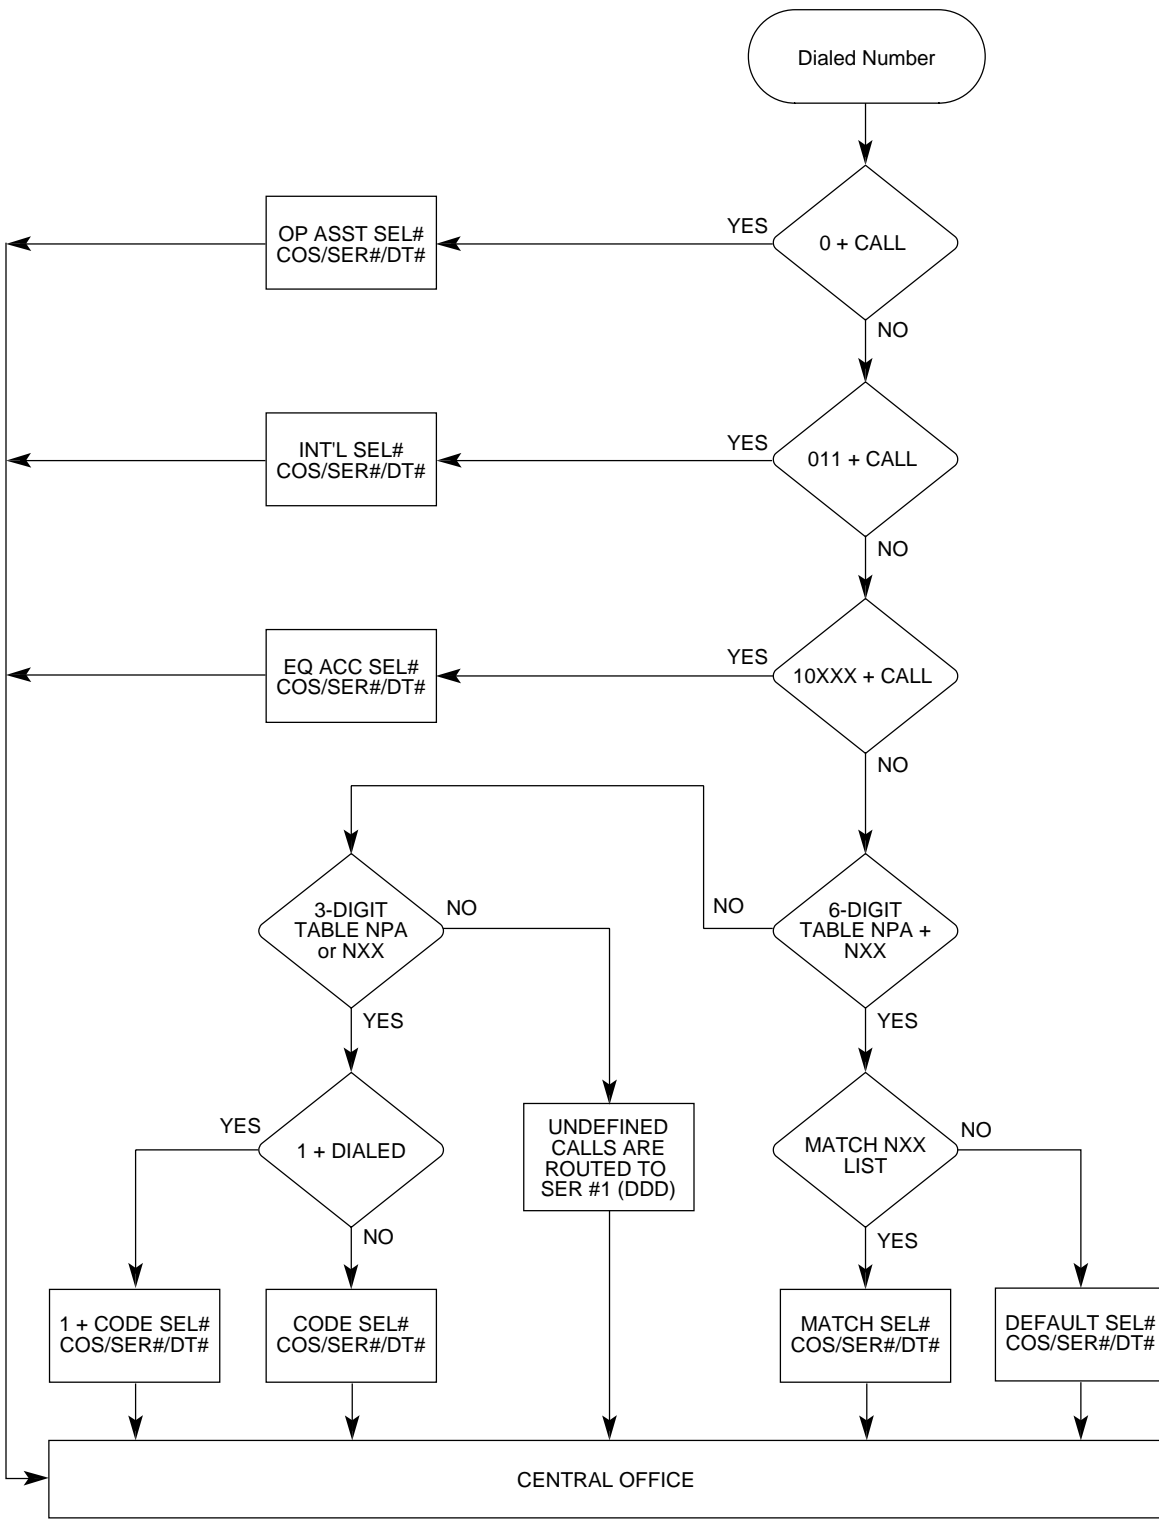 Dialed Number
YES
OP ASST SEL#
COS/SER#/DT#
0 + CALL
NO
YES
INT'L SEL#
COS/SER#/DT#
011 + CALL
NO
YES
EQ ACC SEL#
COS/SER#/DT#
10XXX + CALL
NO
3-DIGIT
TABLE NPA
or NXX
NO
NO
6-DIGIT
TABLE NPA +
NXX
YES
YES
YES
1 + DIALED
NO
UNDEFINED
CALLS ARE
ROUTED TO
SER #1 (DDD)
MATCH NXX
LIST
NO
YES
1 + CODE SEL#
COS/SER#/DT#
CODE SEL#
COS/SER#/DT#
MATCH SEL#
COS/SER#/DT#
DEFAULT SEL#
COS/SER#/DT#
CENTRAL OFFICE